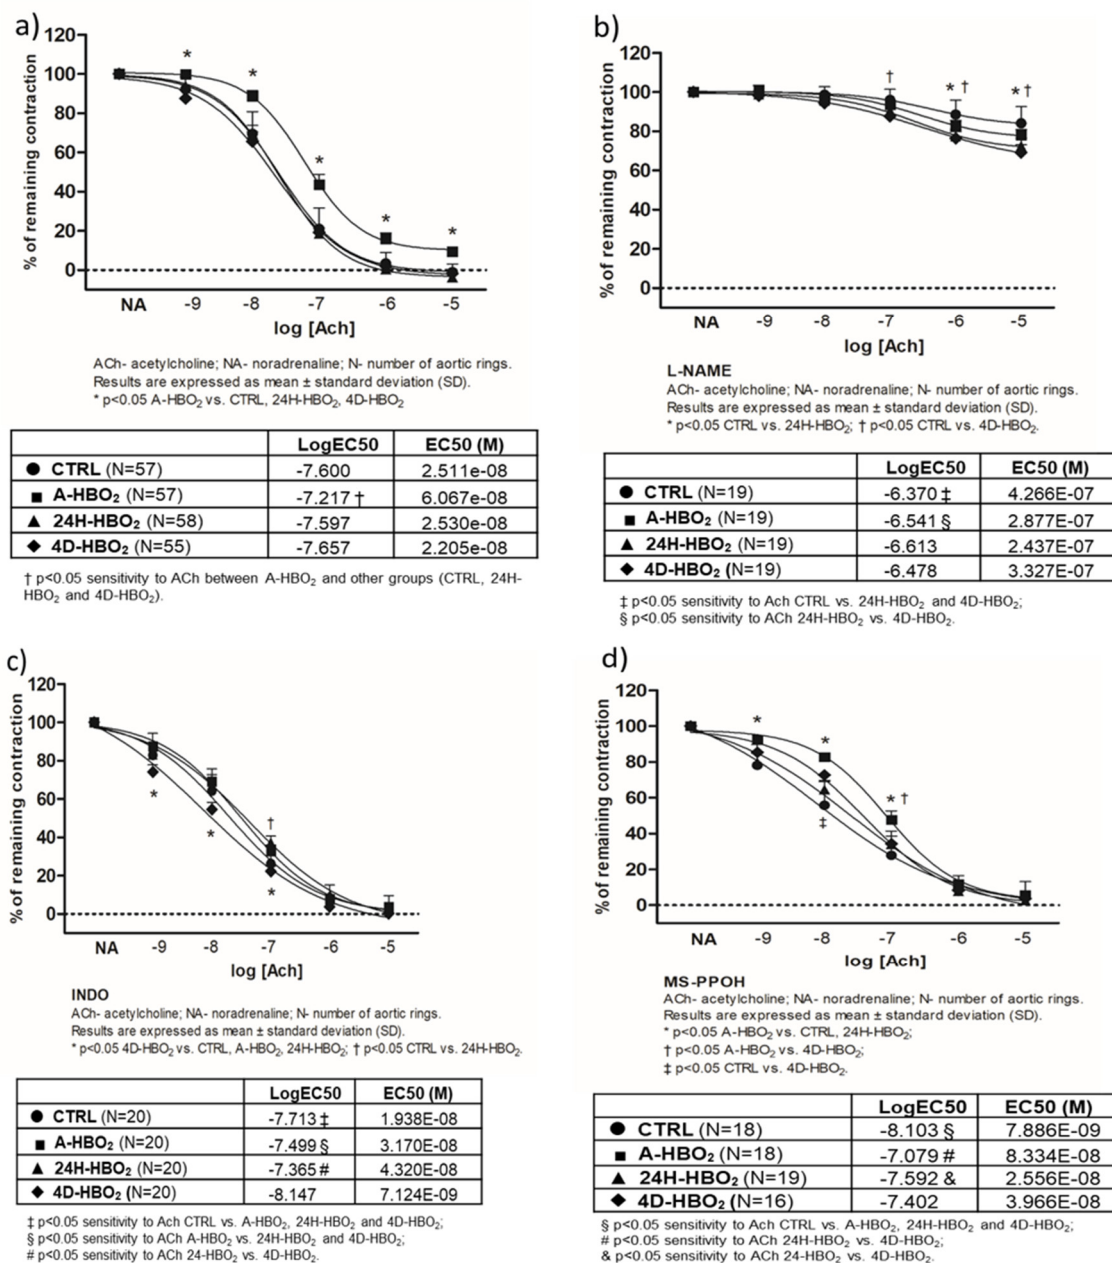 a)
120
100
80
60
40
20
0
% of remaining contraction
* * * * *
NA -9 -8 -7 -6 -5
log [Ach]
ACh- acetylcholine; NA- noradrenaline; N- number of aortic rings.
Results are expressed as mean ± standard deviation (SD).
* p<0.05 A-HBO₂ vs. CTRL, 24H-HBO₂, 4D-HBO₂
LogEC50 EC50 (M)
● CTRL (N=57) -7.600 2.511e-08
■ A-HBO₂ (N=57) -7.217 † 6.067e-08
▲ 24H-HBO₂ (N=58) -7.597 2.530e-08
◆ 4D-HBO₂ (N=55) -7.657 2.205e-08
† p<0.05 sensitivity to ACh between A-HBO₂ and other groups (CTRL, 24H-
HBO₂ and 4D-HBO₂).
b)
120
100
80
60
40
20
0
% of remaining contraction
† *† *†
NA -9 -8 -7 -6 -5
log [Ach]
L-NAME
ACh- acetylcholine; NA- noradrenaline; N- number of aortic rings.
Results are expressed as mean ± standard deviation (SD).
* p<0.05 CTRL vs. 24H-HBO₂; † p<0.05 CTRL vs. 4D-HBO₂.
LogEC50 EC50 (M)
● CTRL (N=19) -6.370 ‡ 4.266E-07
■ A-HBO₂ (N=19) -6.541 § 2.877E-07
▲ 24H-HBO₂ (N=19) -6.613 2.437E-07
◆ 4D-HBO₂ (N=19) -6.478 3.327E-07
‡ p<0.05 sensitivity to Ach CTRL vs. 24H-HBO₂ and 4D-HBO₂;
§ p<0.05 sensitivity to ACh 24H-HBO₂ vs. 4D-HBO₂.
c)
120
100
80
60
40
20
0
% of remaining contraction
* * † *
NA -9 -8 -7 -6 -5
log [Ach]
INDO
ACh- acetylcholine; NA- noradrenaline; N- number of aortic rings.
Results are expressed as mean ± standard deviation (SD).
* p<0.05 4D-HBO₂ vs. CTRL, A-HBO₂, 24H-HBO₂; † p<0.05 CTRL vs. 24H-HBO₂.
LogEC50 EC50 (M)
● CTRL (N=20) -7.713 ‡ 1.938E-08
■ A-HBO₂ (N=20) -7.499 § 3.170E-08
▲ 24H-HBO₂ (N=20) -7.365 # 4.320E-08
◆ 4D-HBO₂ (N=20) -8.147 7.124E-09
‡ p<0.05 sensitivity to Ach CTRL vs. A-HBO₂, 24H-HBO₂ and 4D-HBO₂;
§ p<0.05 sensitivity to ACh A-HBO₂ vs. 24H-HBO₂ and 4D-HBO₂;
# p<0.05 sensitivity to ACh 24-HBO₂ vs. 4D-HBO₂.
d)
120
100
80
60
40
20
0
% of remaining contraction
* * ‡ *†
NA -9 -8 -7 -6 -5
log [Ach]
MS-PPOH
ACh- acetylcholine; NA- noradrenaline; N- number of aortic rings.
Results are expressed as mean ± standard deviation (SD).
* p<0.05 A-HBO₂ vs. CTRL, 24H-HBO₂;
† p<0.05 A-HBO₂ vs. 4D-HBO₂;
‡ p<0.05 CTRL vs. 4D-HBO₂.
LogEC50 EC50 (M)
● CTRL (N=18) -8.103 § 7.886E-09
■ A-HBO₂ (N=18) -7.079 # 8.334E-08
▲ 24H-HBO₂ (N=19) -7.592 & 2.556E-08
◆ 4D-HBO₂ (N=16) -7.402 3.966E-08
§ p<0.05 sensitivity to Ach CTRL vs. A-HBO₂, 24H-HBO₂ and 4D-HBO₂;
# p<0.05 sensitivity to ACh 24H-HBO₂ vs. 4D-HBO₂;
& p<0.05 sensitivity to ACh 24-HBO₂ vs. 4D-HBO₂.